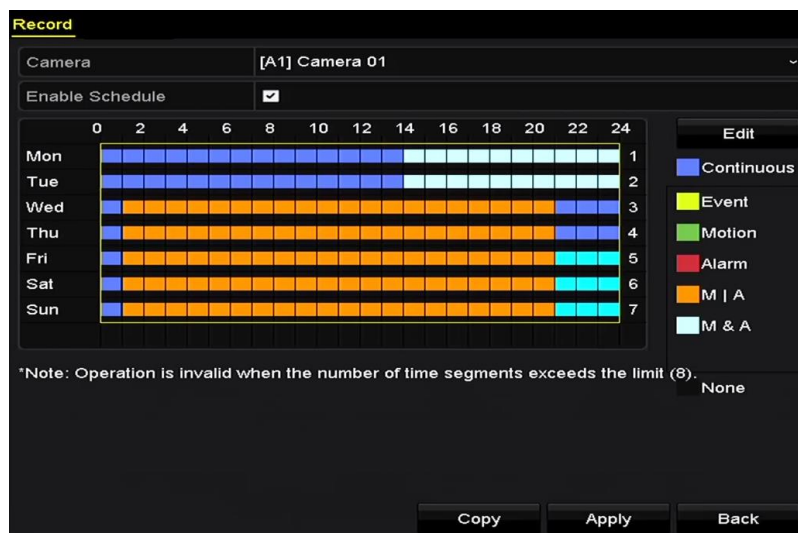 Record
Camera [A1] Camera 01
Enable Schedule
0 2 4 6 8 10 12 14 16 18 20 22 24
Edit
Mon 1
Continuous
Tue 2
Wed 3
Event
Thu 4
Motion
Fri 5
Alarm
Sat 6
M | A
Sun 7
M & A
*Note: Operation is invalid when the number of time segments exceeds the limit (8).
None
Copy Apply Back